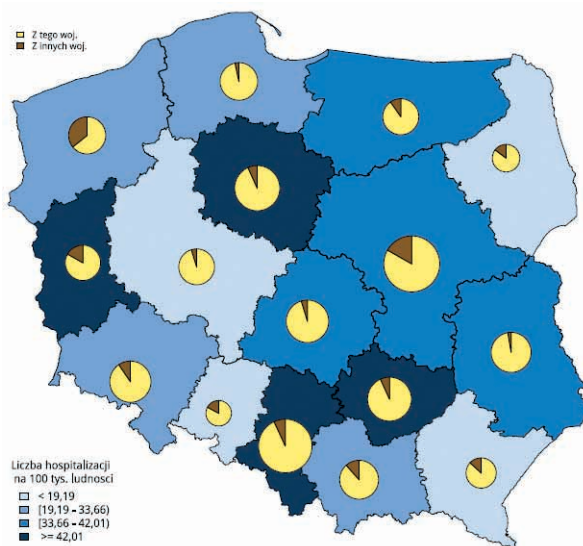 Z tego woj.
Z innych woj.
Liczba hospitalizacji
na 100 tys. ludnosci
< 19,19
[19,19 – 33,66)
[33,66 – 42,01)
>= 42,01